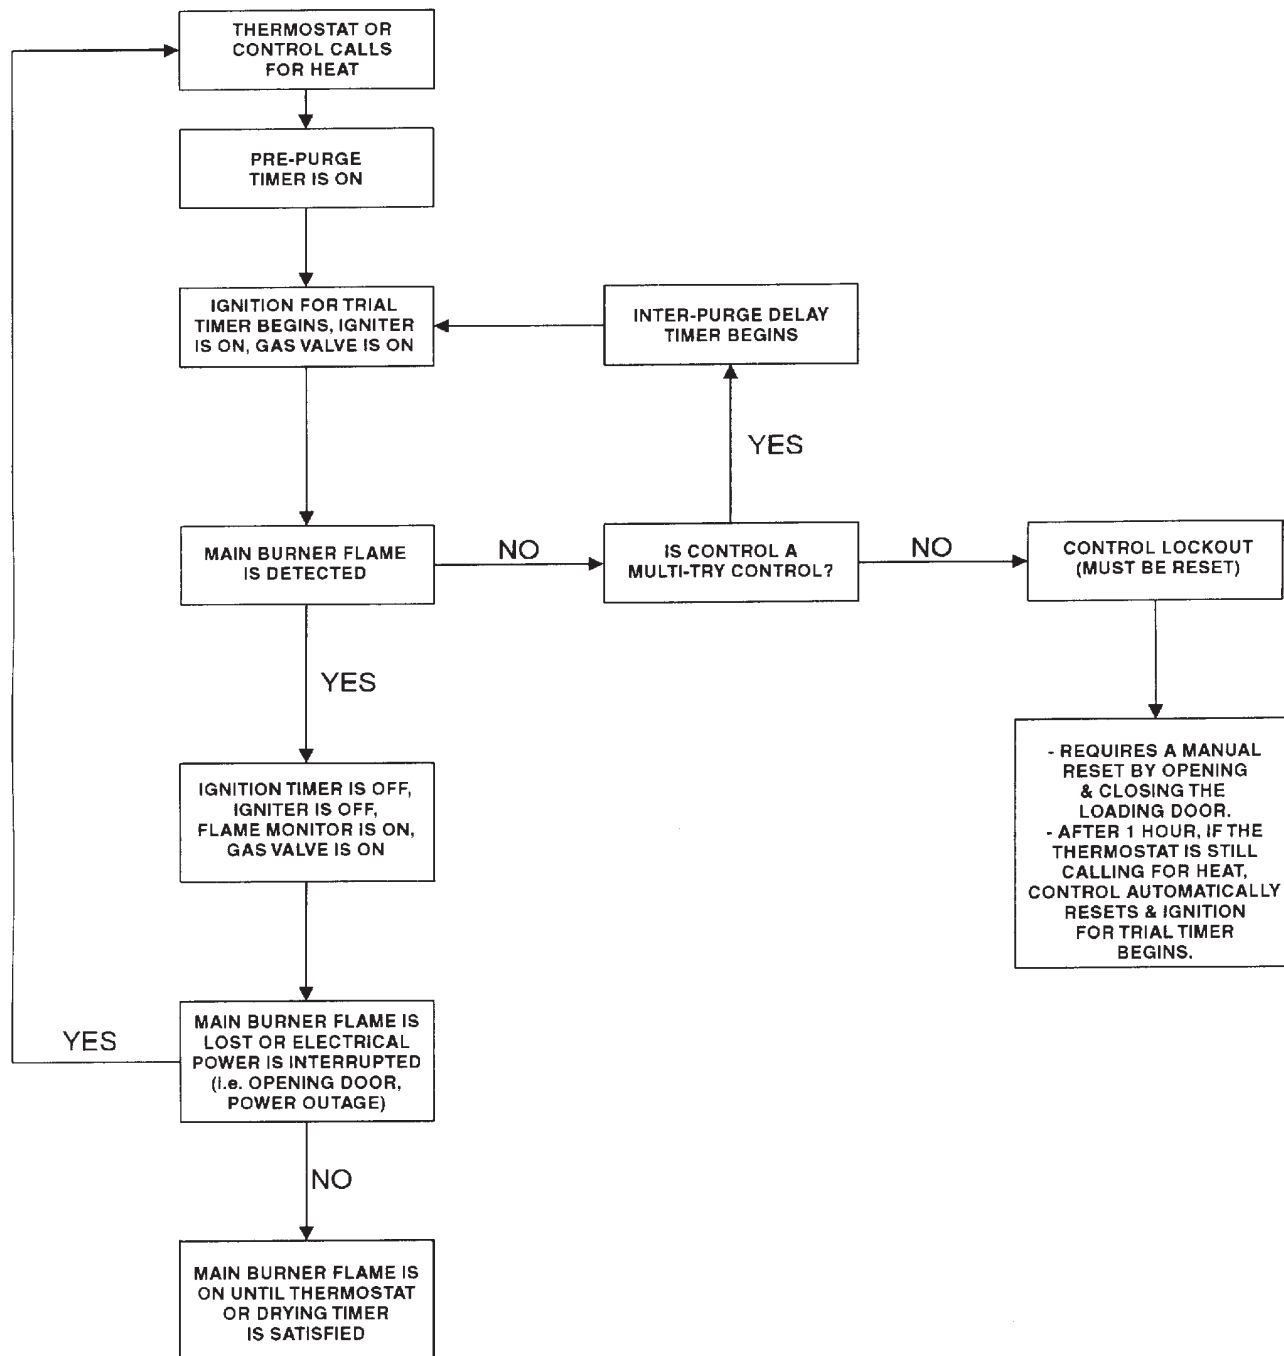 THERMOSTAT OR
CONTROL CALLS
FOR HEAT
PRE-PURGE
TIMER IS ON
IGNITION FOR TRIAL
TIMER BEGINS, IGNITER
IS ON, GAS VALVE IS ON
INTER-PURGE DELAY
TIMER BEGINS
YES
MAIN BURNER FLAME
IS DETECTED
NO
IS CONTROL A
MULTI-TRY CONTROL?
NO
CONTROL LOCKOUT
(MUST BE RESET)
YES
- REQUIRES A MANUAL
RESET BY OPENING
& CLOSING THE
LOADING DOOR.
- AFTER 1 HOUR, IF THE
THERMOSTAT IS STILL
CALLING FOR HEAT,
CONTROL AUTOMATICALLY
RESETS & IGNITION
FOR TRIAL TIMER
BEGINS.
IGNITION TIMER IS OFF,
IGNITER IS OFF,
FLAME MONITOR IS ON,
GAS VALVE IS ON
YES
MAIN BURNER FLAME IS
LOST OR ELECTRICAL
POWER IS INTERRUPTED
(i.e. OPENING DOOR,
POWER OUTAGE)
NO
MAIN BURNER FLAME IS
ON UNTIL THERMOSTAT
OR DRYING TIMER
IS SATISFIED